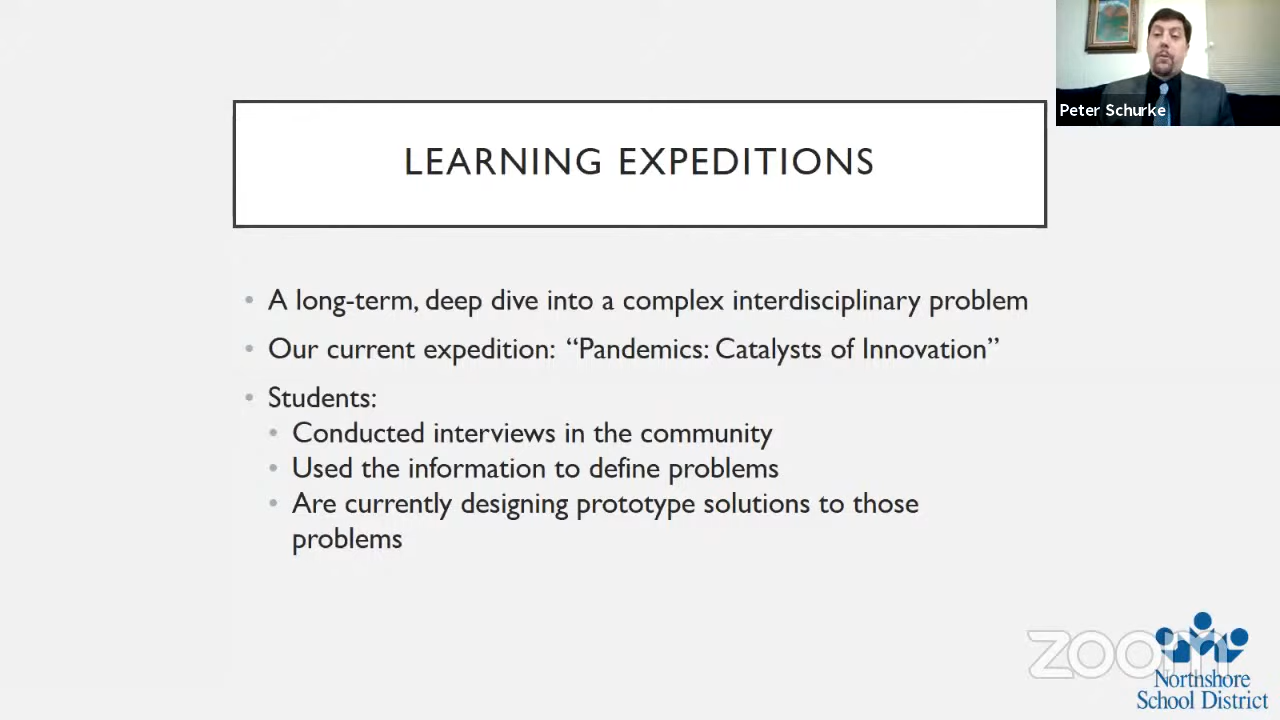 Peter Schurke
LEARNING EXPEDITIONS
• A long-term, deep dive into a complex interdisciplinary problem
• Our current expedition: “Pandemics: Catalysts of Innovation”
• Students:
• Conducted interviews in the community
• Used the information to define problems
• Are currently designing prototype solutions to those
problems
zoom
Northshore
School District